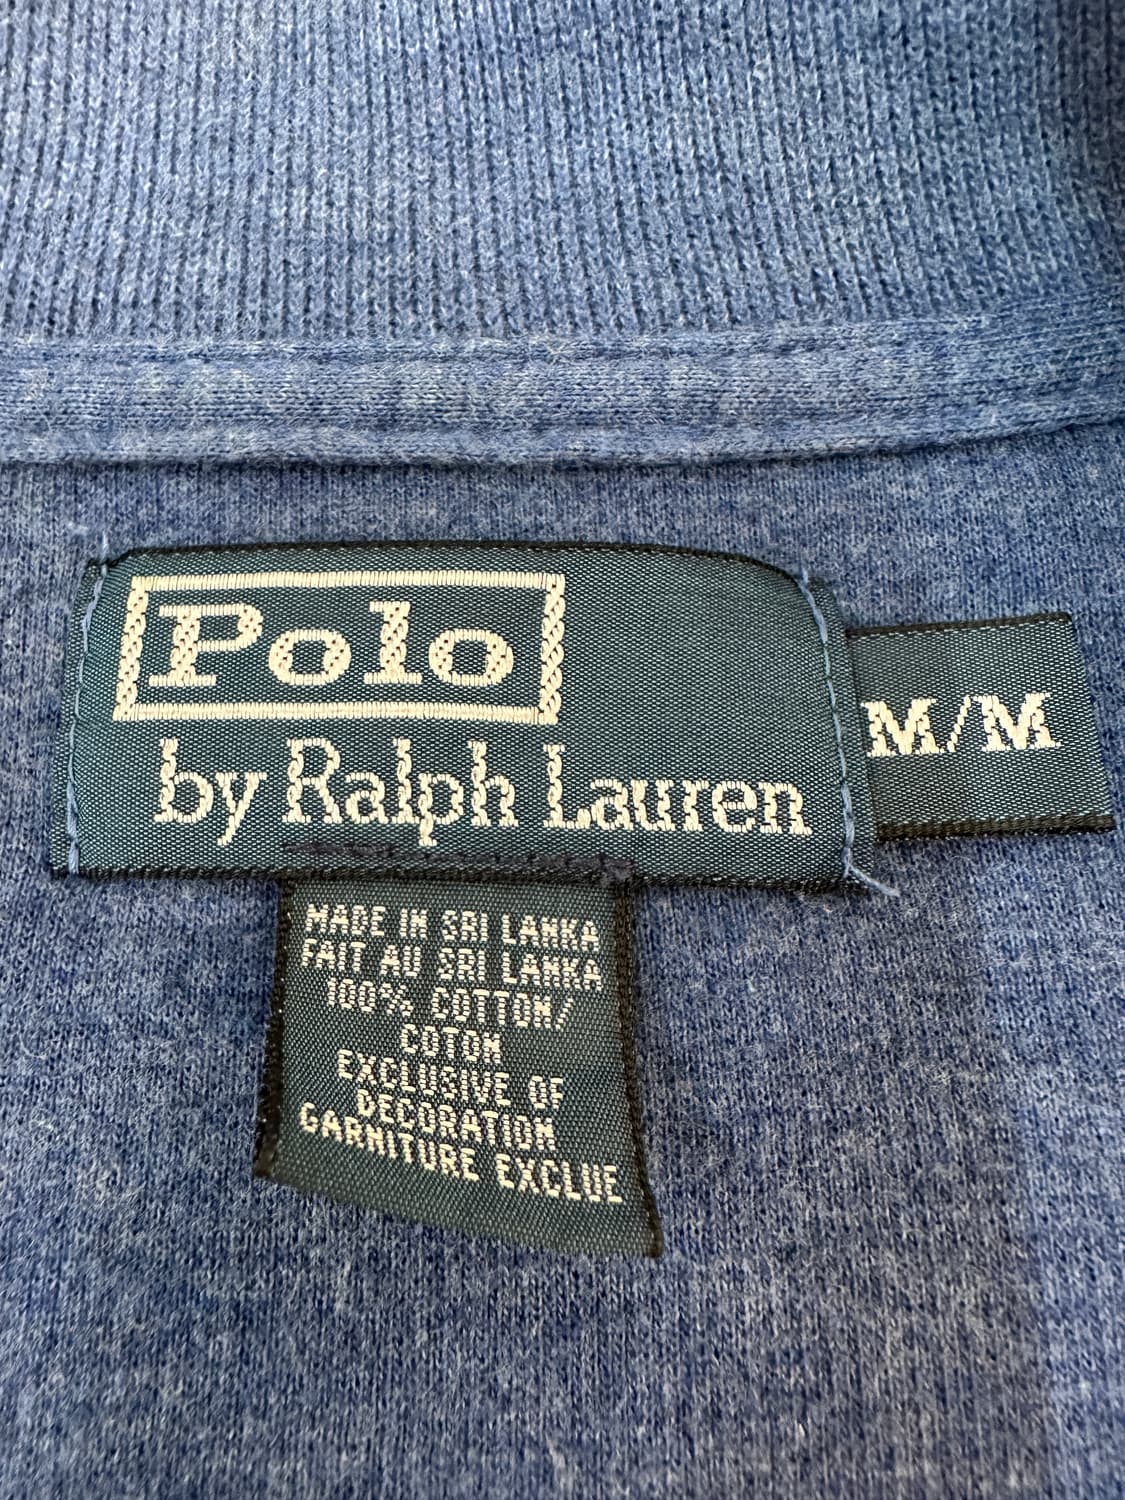 Polo
by Ralph Lauren
M/M
MADE IN SRI LANKA
FAIT AU SRI LANKA
100% COTTON/
COTON
EXCLUSIVE OF
DECORATION
GARNITURE EXCLUE